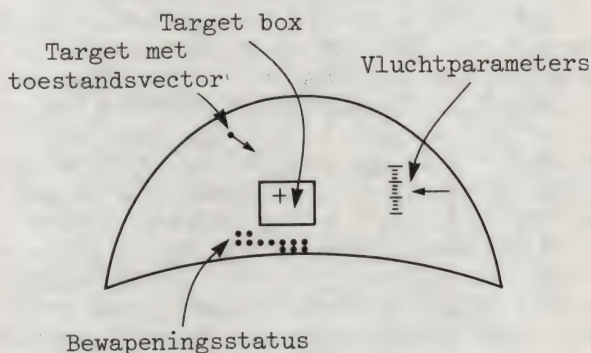 Target box
Target met
toestandsvector
Vluchtparameters
Bewapeningsstatus